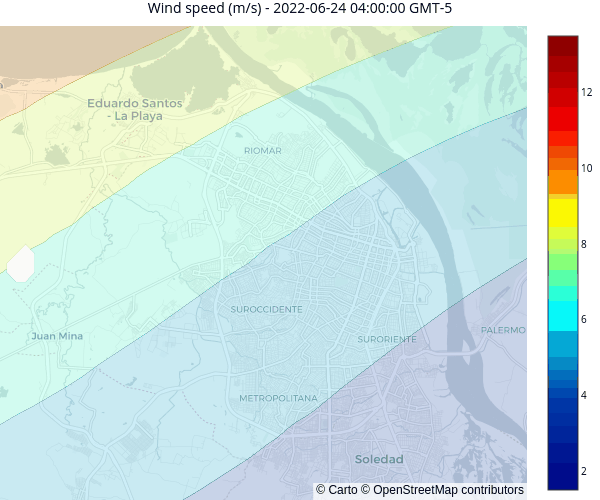 Wind speed (m/s) - 2022-06-24 04:00:00 GMT-5
Eduardo Santos
- La Playa
RIOMAR
SUROCCIDENTE
Juan Mina
SURORIENTE
PALERMO
METROPOLITANA
Soledad
© Carto © OpenStreetMap contributors
12
10
8
6
4
2